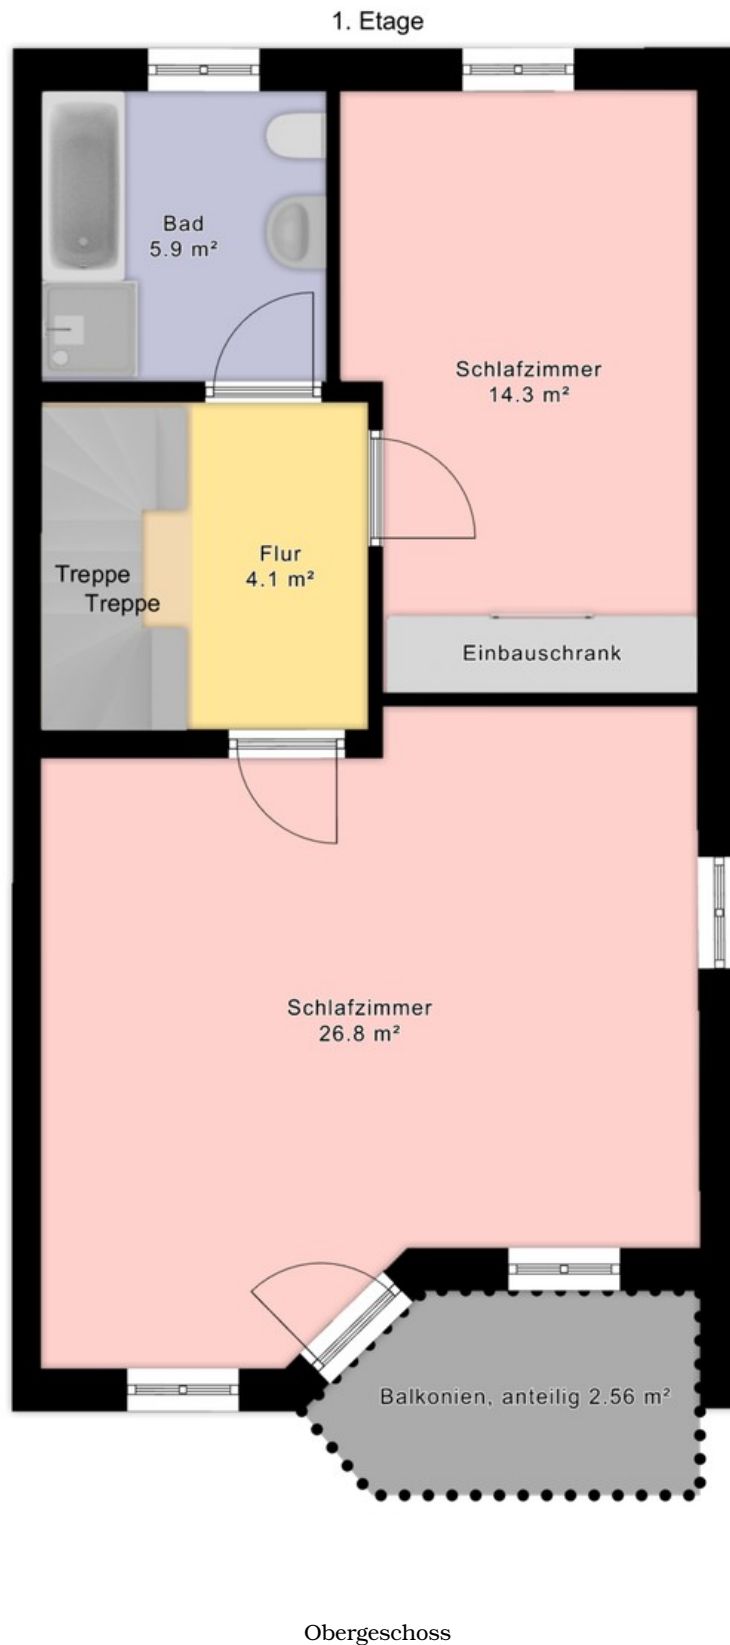 1. Etage
Bad
5.9 m²
Schlafzimmer
14.3 m²
Flur
4.1 m²
Treppe
Treppe
Einbauschrank
Schlafzimmer
26.8 m²
Balkonien, anteilig 2.56 m²
Obergeschoss